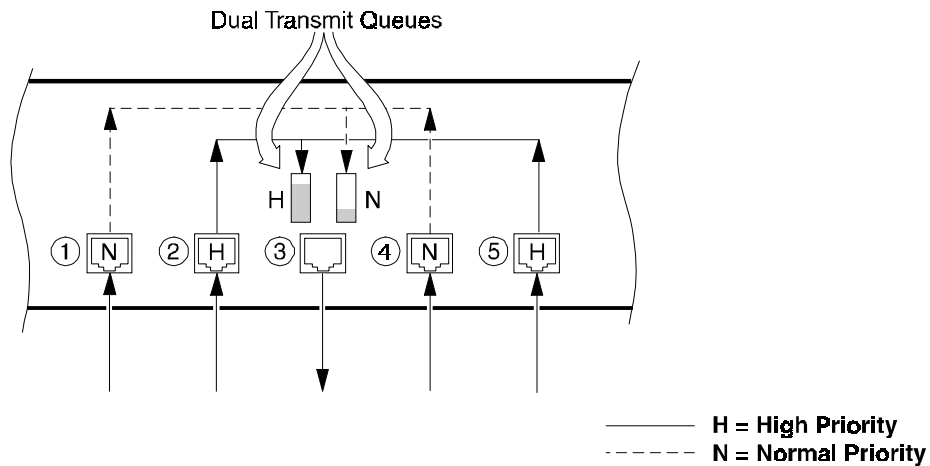 Dual Transmit Queues
H N
1 N 2 H 3 4 N 5 H
H = High Priority
N = Normal Priority